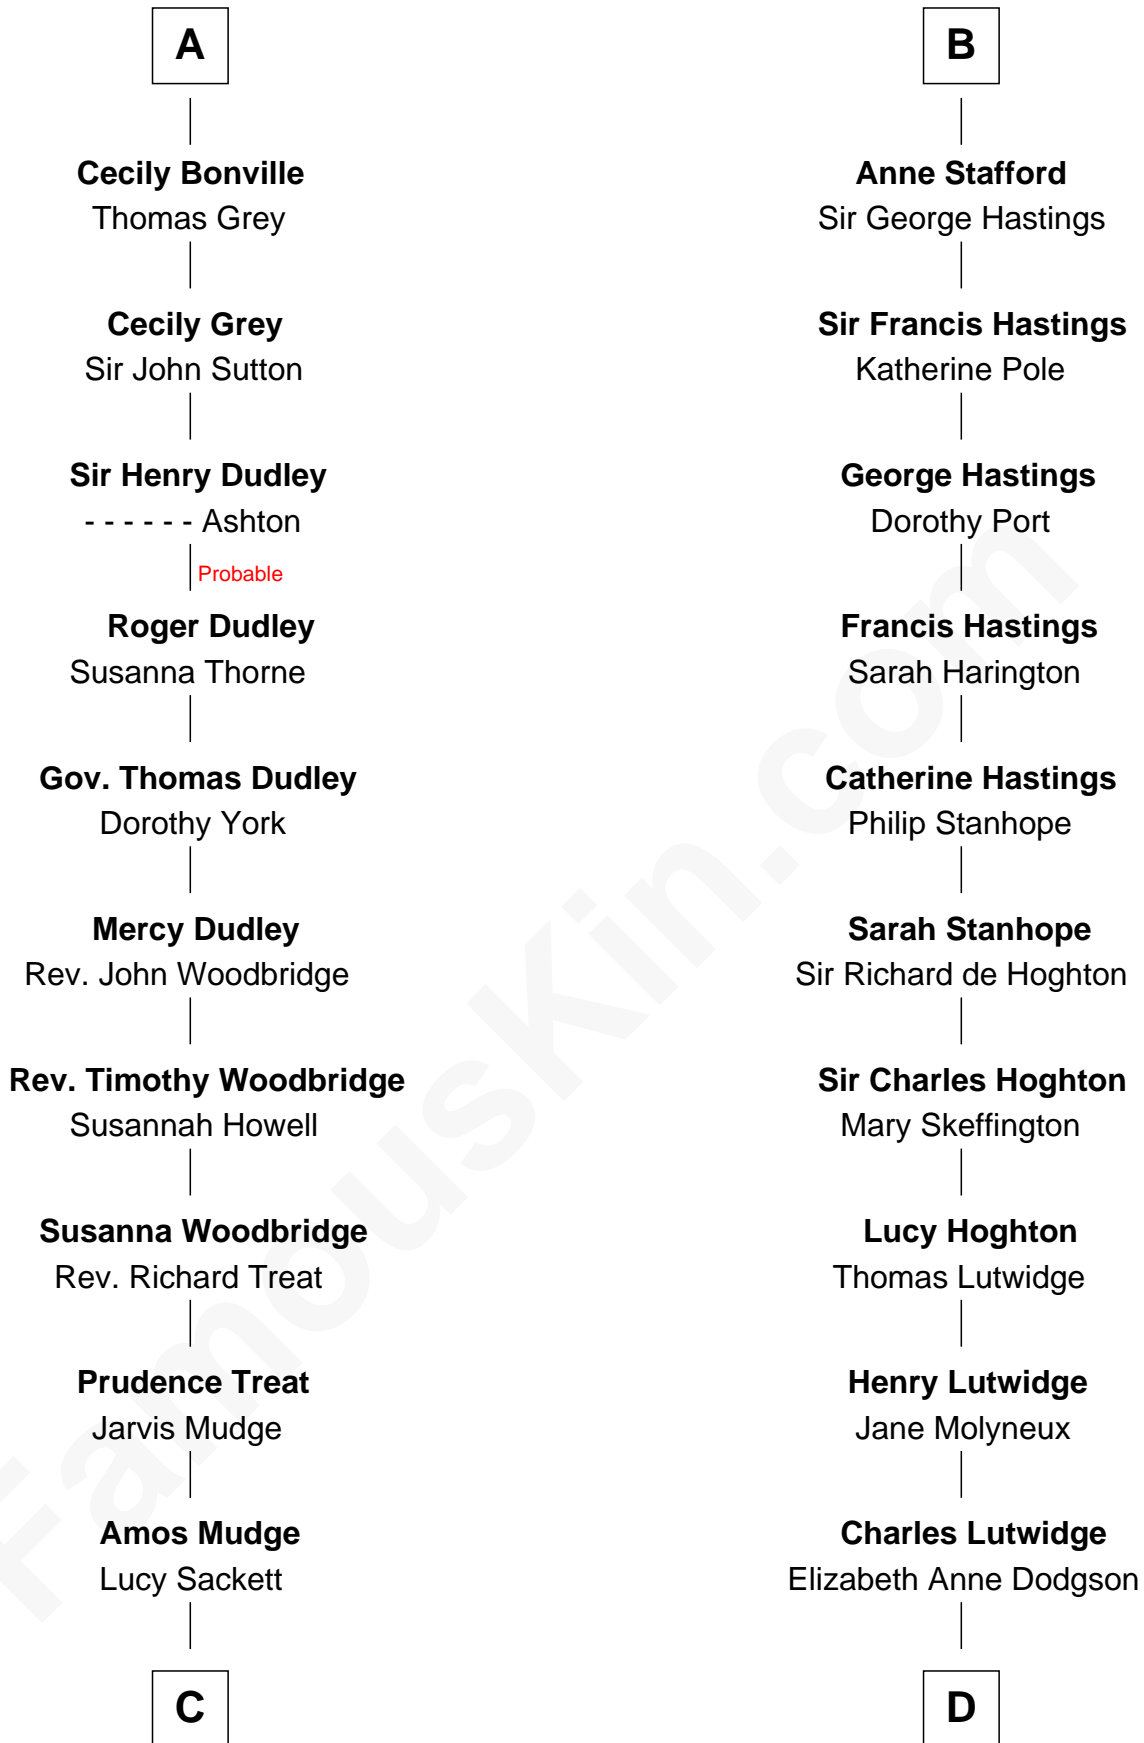 A
Cecily Bonville
Thomas Grey
Cecily Grey
Sir John Sutton
Sir Henry Dudley
- - - - - - Ashton
Probable
Roger Dudley
Susanna Thorne
Gov. Thomas Dudley
Dorothy York
Mercy Dudley
Rev. John Woodbridge
Rev. Timothy Woodbridge
Susannah Howell
Susanna Woodbridge
Rev. Richard Treat
Prudence Treat
Jarvis Mudge
Amos Mudge
Lucy Sackett
C
B
Anne Stafford
Sir George Hastings
Sir Francis Hastings
Katherine Pole
George Hastings
Dorothy Port
Francis Hastings
Sarah Harington
Catherine Hastings
Philip Stanhope
Sarah Stanhope
Sir Richard de Hoghton
Sir Charles Hoghton
Mary Skeffington
Lucy Hoghton
Thomas Lutwidge
Henry Lutwidge
Jane Molyneux
Charles Lutwidge
Elizabeth Anne Dodgson
D
FamousKin.com